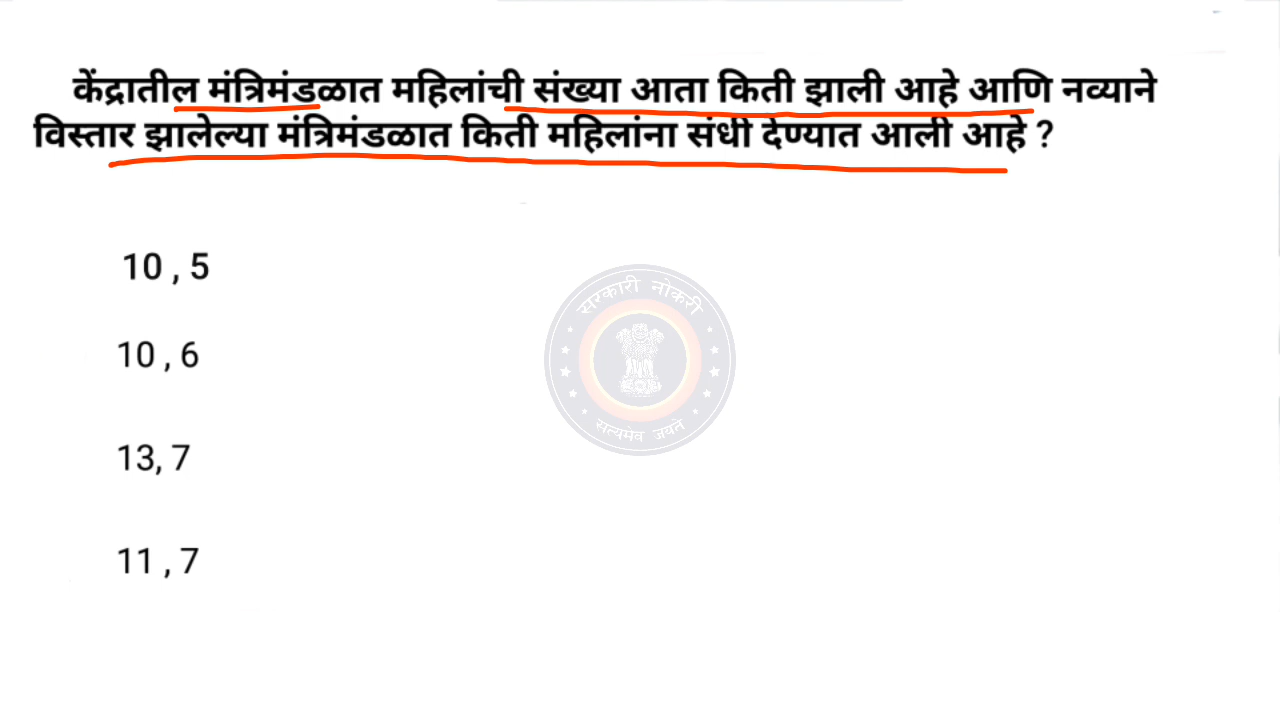 केंद्रातील मंत्रिमंडळात महिलांची संख्या आता किती झाली आहे आणि नव्याने
विस्तार झालेल्या मंत्रिमंडळात किती महिलांना संधी देण्यात आली आहे ?
10 , 5
सरकारी नोकरी
10 , 6
सत्यमेव जयते
13, 7
11 , 7